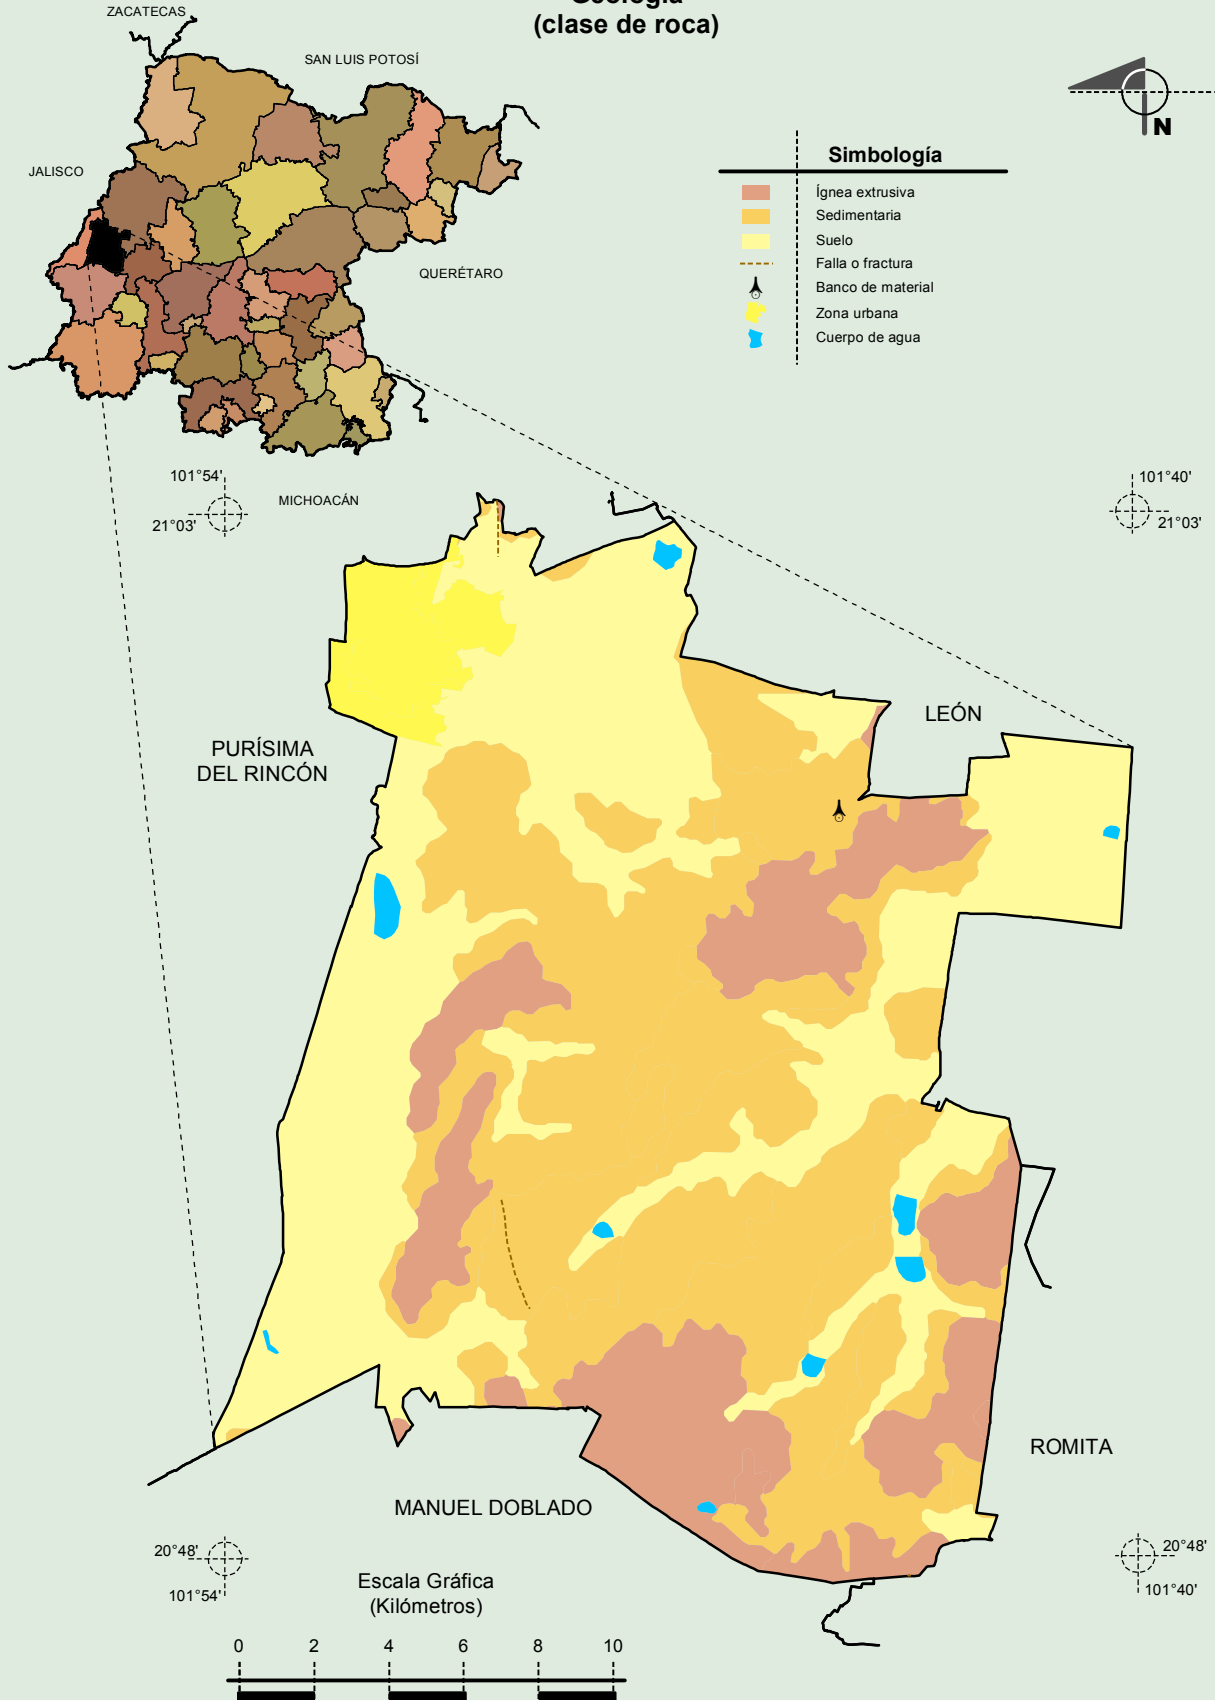 Geología
(clase de roca)
ZACATECAS
SAN LUIS POTOSÍ
JALISCO
QUERÉTARO
MICHOACÁN
N
Simbología
Ígnea extrusiva
Sedimentaria
Suelo
Falla o fractura
Banco de material
Zona urbana
Cuerpo de agua
101°54'
21°03'
101°40'
21°03'
LEÓN
PURÍSIMA
DEL RINCÓN
ROMITA
MANUEL DOBLADO
20°48'
101°54'
20°48'
101°40'
Escala Gráfica
(Kilómetros)
0 2 4 6 8 10